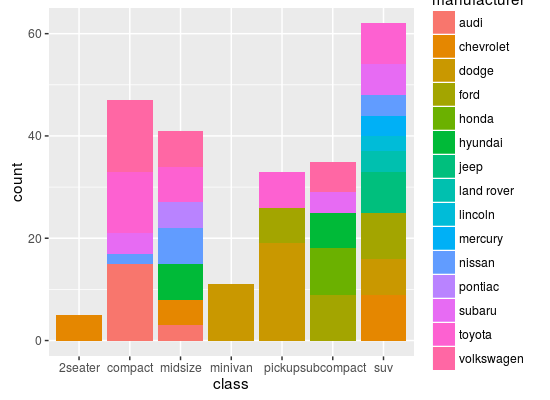 manufacturer
audi
chevrolet
dodge
ford
honda
hyundai
jeep
land rover
lincoln
mercury
nissan
pontiac
subaru
toyota
volkswagen
60
40
20
0
count
2seater compact midsize minivan pickup subcompact suv
class